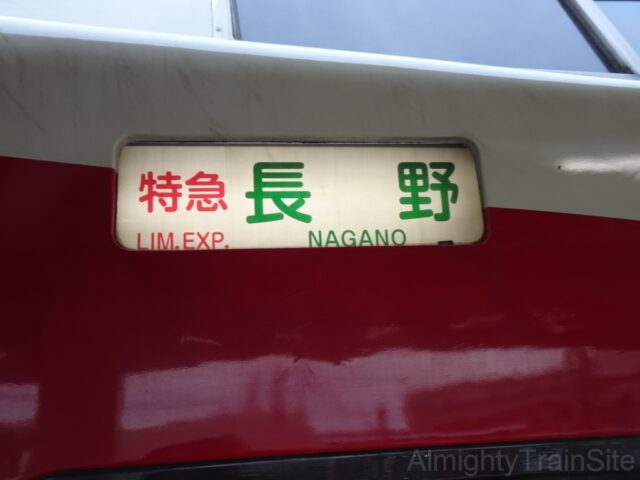 特急 長野
LIM.EXP. NAGANO
AlmightyTrainSite